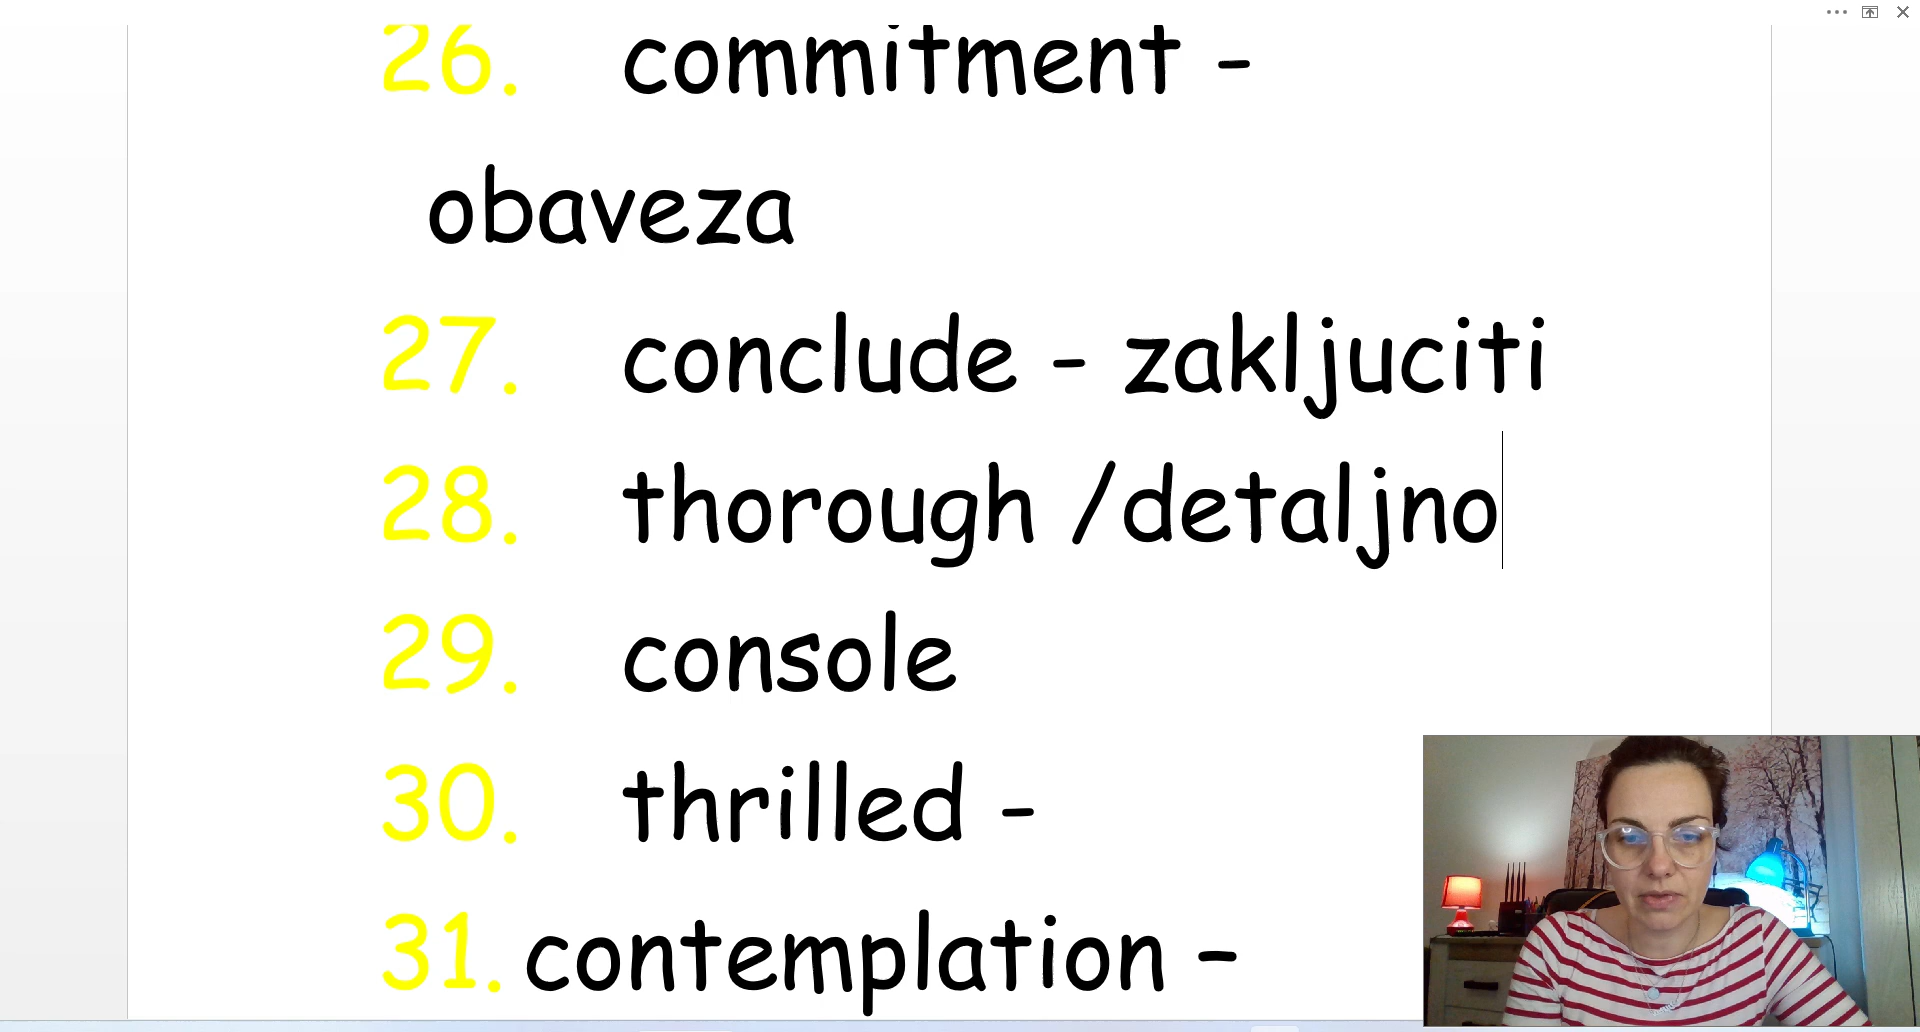 26. commitment -
obaveza
27. conclude - zakljuciti
28. thorough /detaljno
29. console
30. thrilled -
31. contemplation –